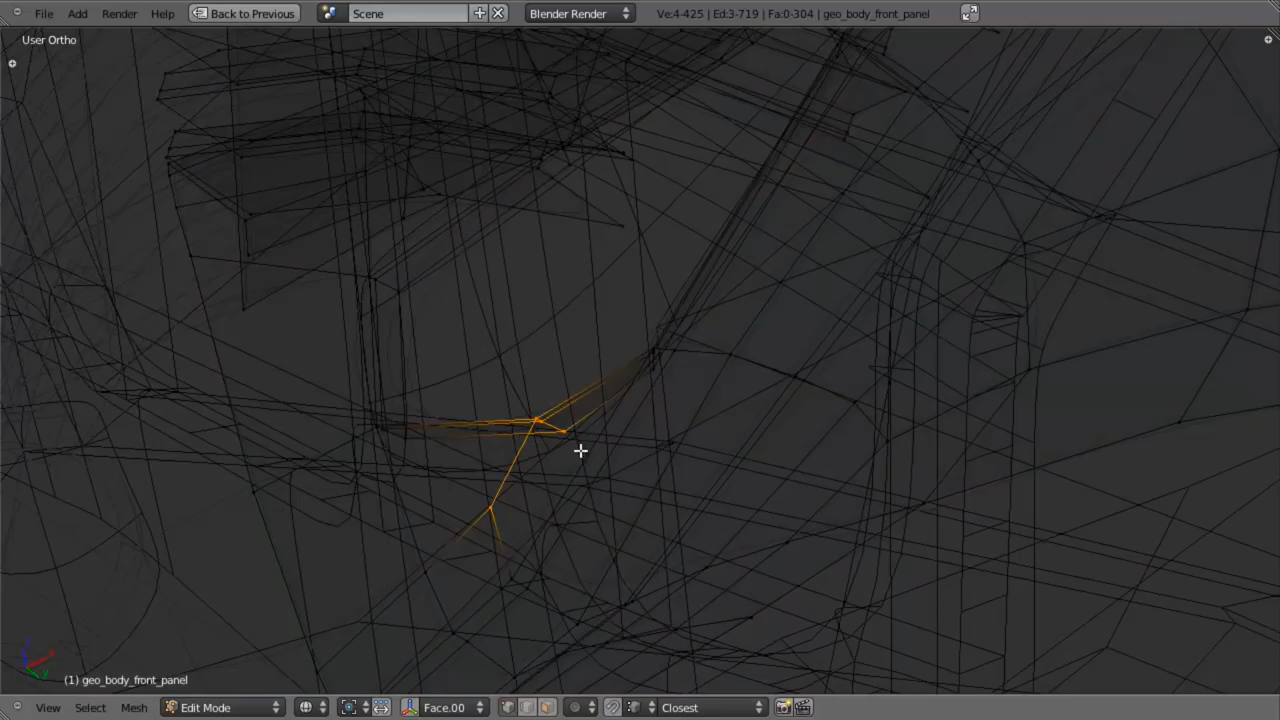 File Add Render Help Back to Previous Scene Blender Render Ve:4-425 | Ed:3-719 | Fa:0-304 | geo_body_front_panel
User Ortho
(1) geo_body_front_panel
View Select Mesh Edit Mode Face.00 Closest